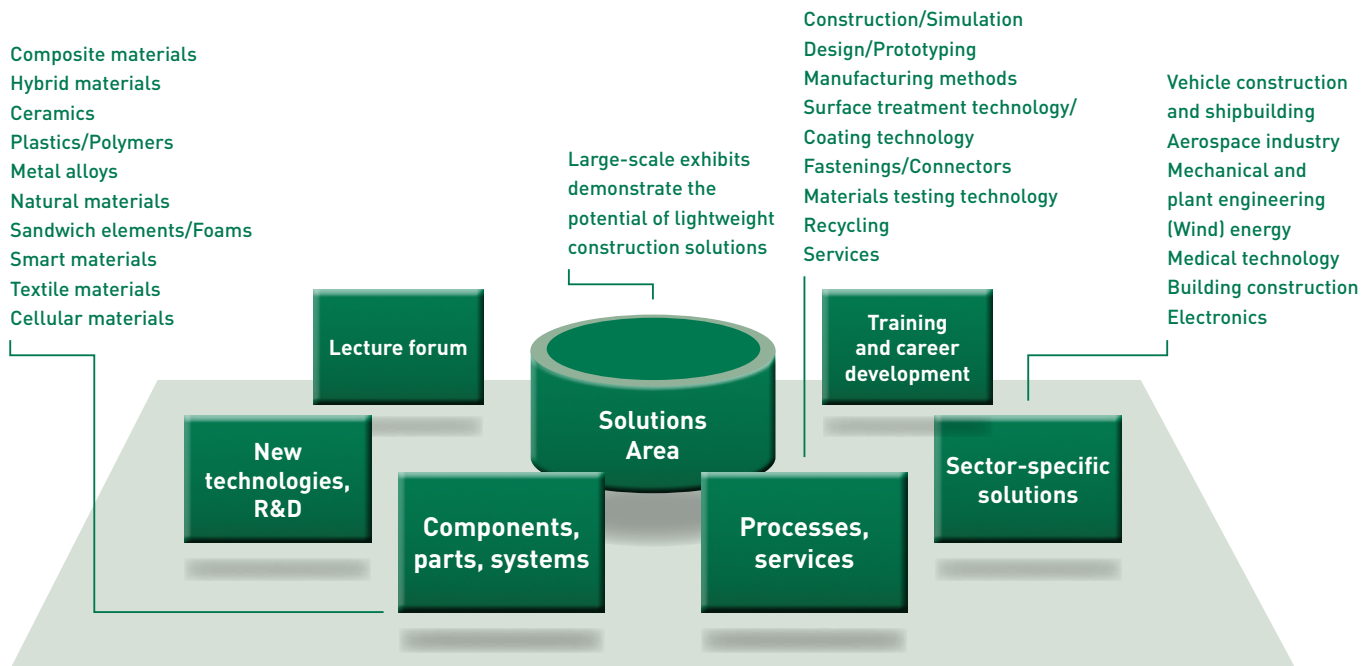 Composite materials
Hybrid materials
Ceramics
Plastics/Polymers
Metal alloys
Natural materials
Sandwich elements/Foams
Smart materials
Textile materials
Cellular materials
Large-scale exhibits
demonstrate the
potential of lightweight
construction solutions
Construction/Simulation
Design/Prototyping
Manufacturing methods
Surface treatment technology/
Coating technology
Fastenings/Connectors
Materials testing technology
Recycling
Services
Vehicle construction
and shipbuilding
Aerospace industry
Mechanical and
plant engineering
(Wind) energy
Medical technology
Building construction
Electronics
Lecture forum
Training
and career
development
Solutions
Area
New
technologies,
R&D
Components,
parts, systems
Processes,
services
Sector-specific
solutions